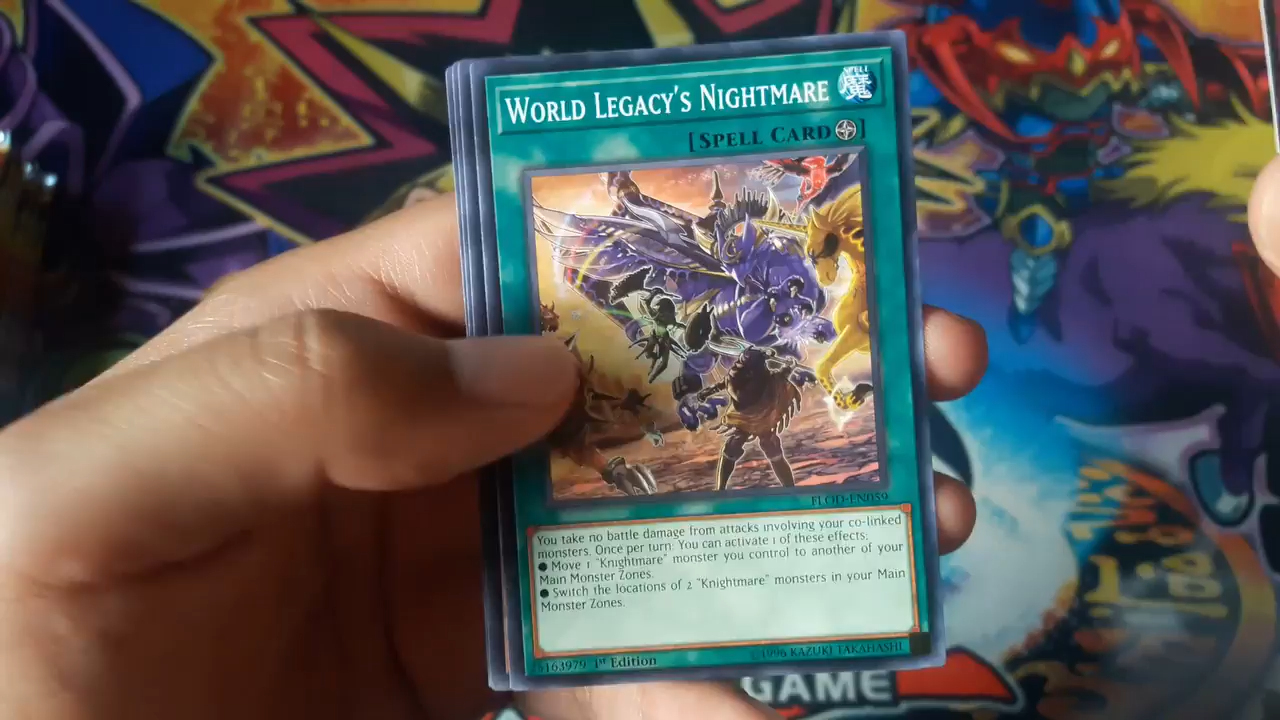 WORLD LEGACY'S NIGHTMARE
SPELL
魔
[SPELL CARD]
FLOD-EN059
You take no battle damage from attacks involving your co-linked
monsters. Once per turn: You can activate 1 of these effects.
● Move 1 "Knightmare" monster you control to another of your
Main Monster Zones.
● Switch the locations of 2 "Knightmare" monsters in your Main
Monster Zones.
5163979 1st Edition
©1996 KAZUKI TAKAHASHI
GAME